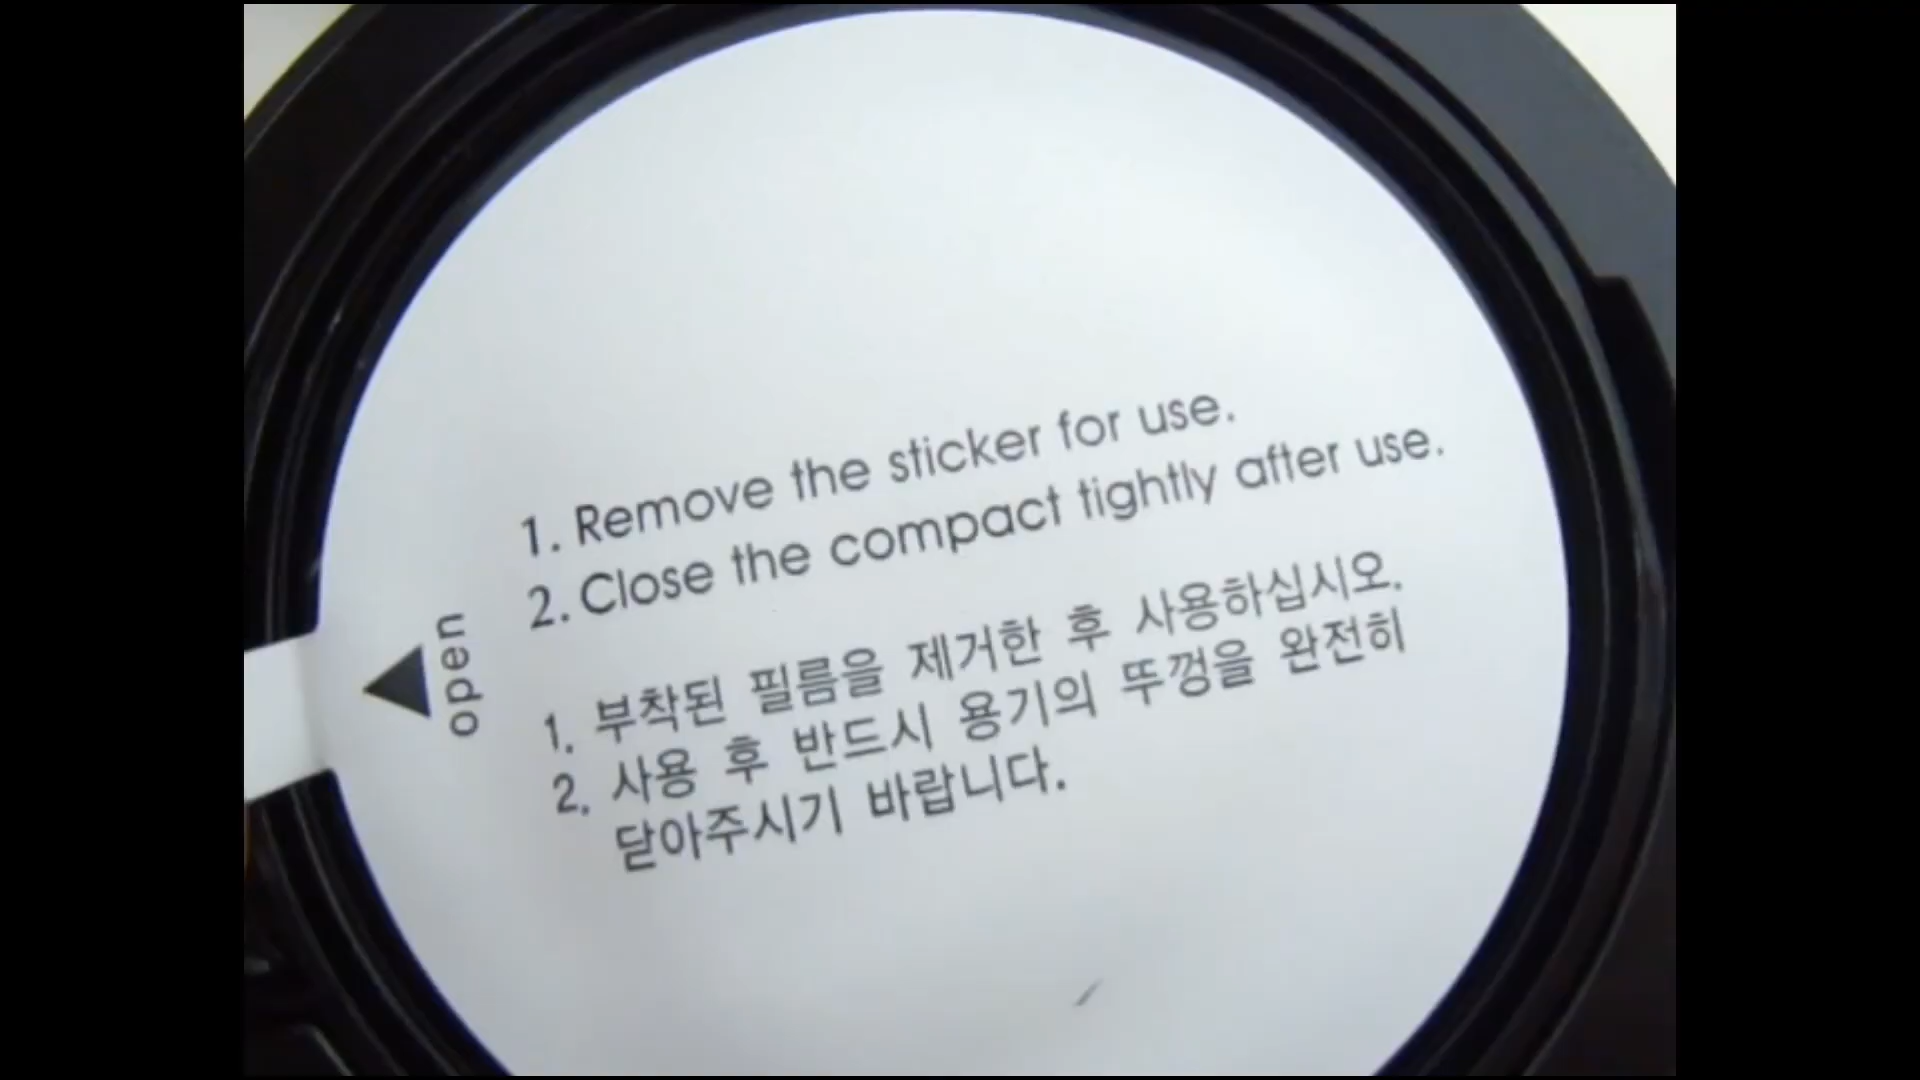 1. Remove the sticker for use.
2. Close the compact tightly after use.
open
1. 부착된 필름을 제거한 후 사용하십시오.
2. 사용 후 반드시 용기의 뚜껑을 완전히
닫아주시기 바랍니다.